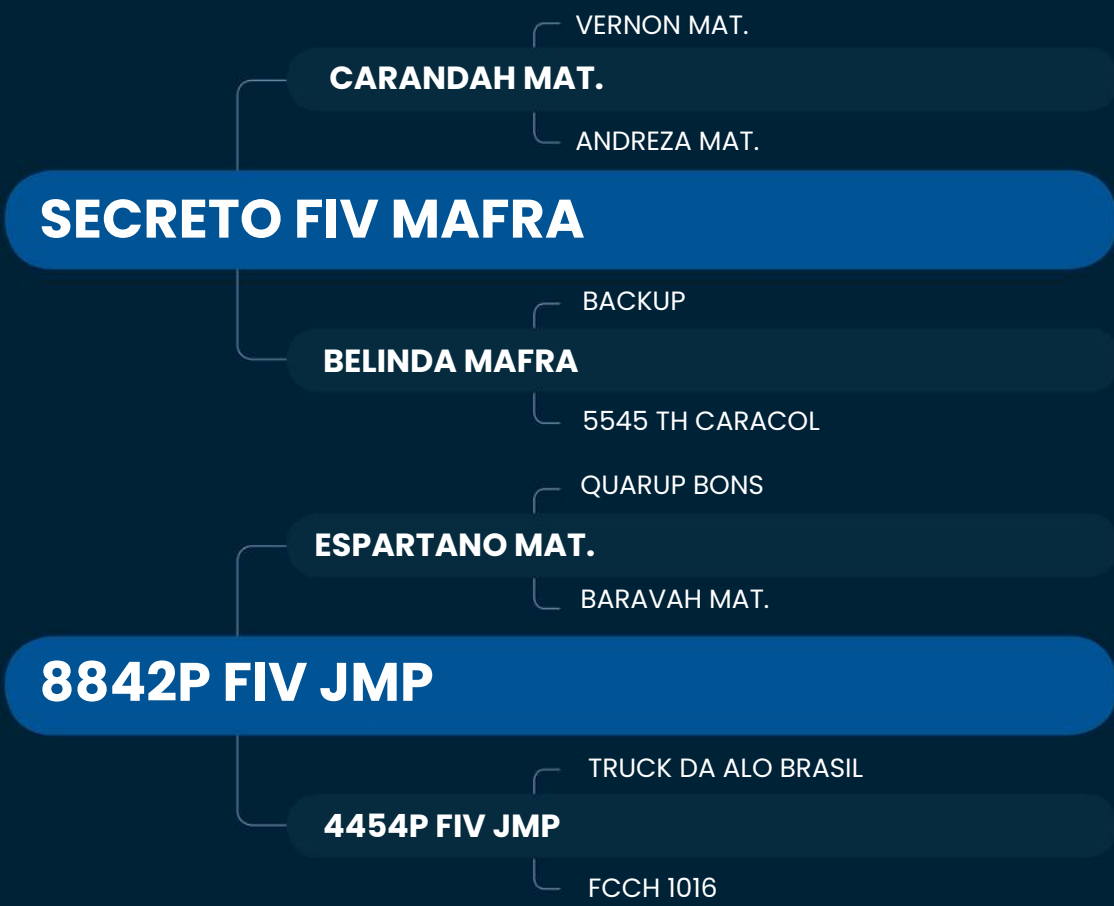 VERNON MAT.
CARANDAH MAT.
ANDREZA MAT.
SECRETO FIV MAFRA
BACKUP
BELINDA MAFRA
5545 TH CARACOL
QUARUP BONS
ESPARTANO MAT.
BARAVAH MAT.
8842P FIV JMP
TRUCK DA ALO BRASIL
4454P FIV JMP
FCCH 1016